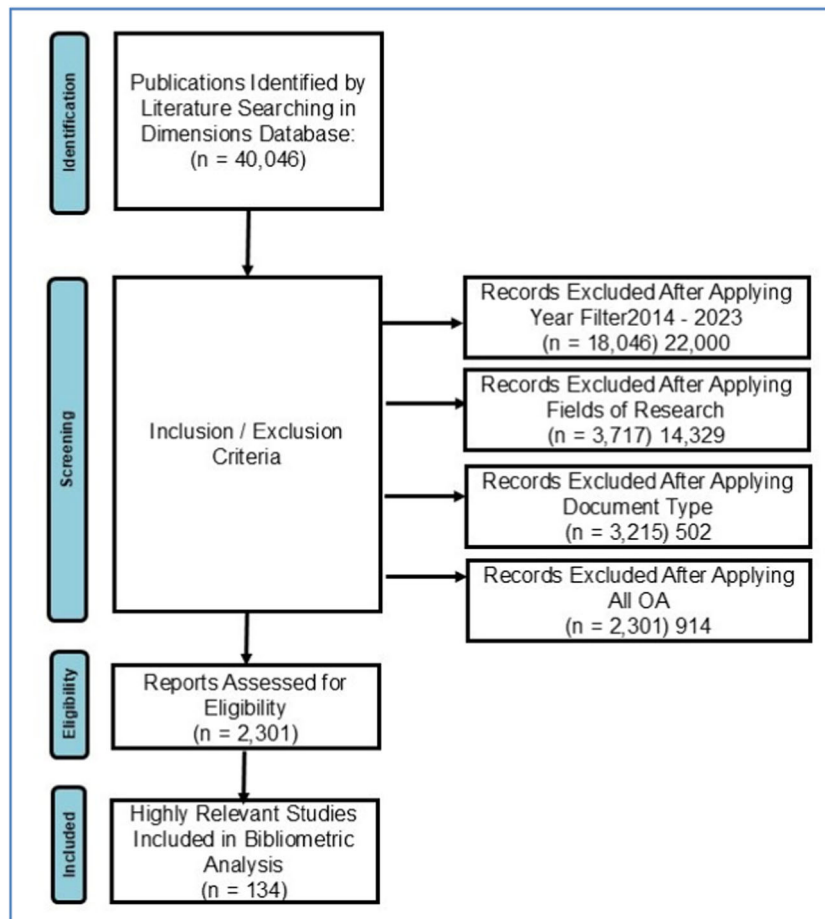 Identification
Publications Identified by
Literature Searching in
Dimensions Database:
(n = 40,046)
Screening
Inclusion / Exclusion
Criteria
Records Excluded After Applying
Year Filter2014 - 2023
(n = 18,046) 22,000
Records Excluded After Applying
Fields of Research
(n = 3,717) 14,329
Records Excluded After Applying
Document Type
(n = 3,215) 502
Records Excluded After Applying
All OA
(n = 2,301) 914
Eligibility
Reports Assessed for
Eligibility
(n = 2,301)
Included
Highly Relevant Studies
Included in Bibliometric
Analysis
(n = 134)